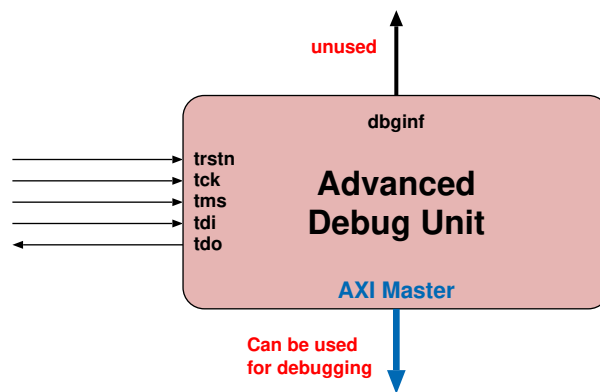 unused
dbginf
trstn
tck
tms
tdi
tdo
Advanced
Debug Unit
AXI Master
Can be used
for debugging